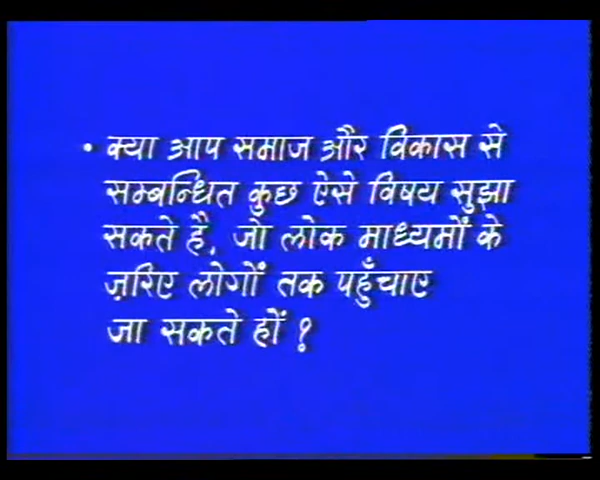 • क्या आप समाज और विकास से
सम्बन्धित कुछ ऐसे विषय सुझा
सकते है, जो लोक माध्यमों के
ज़रिए लोगों तक पहुँचाए
जा सकते हों ?